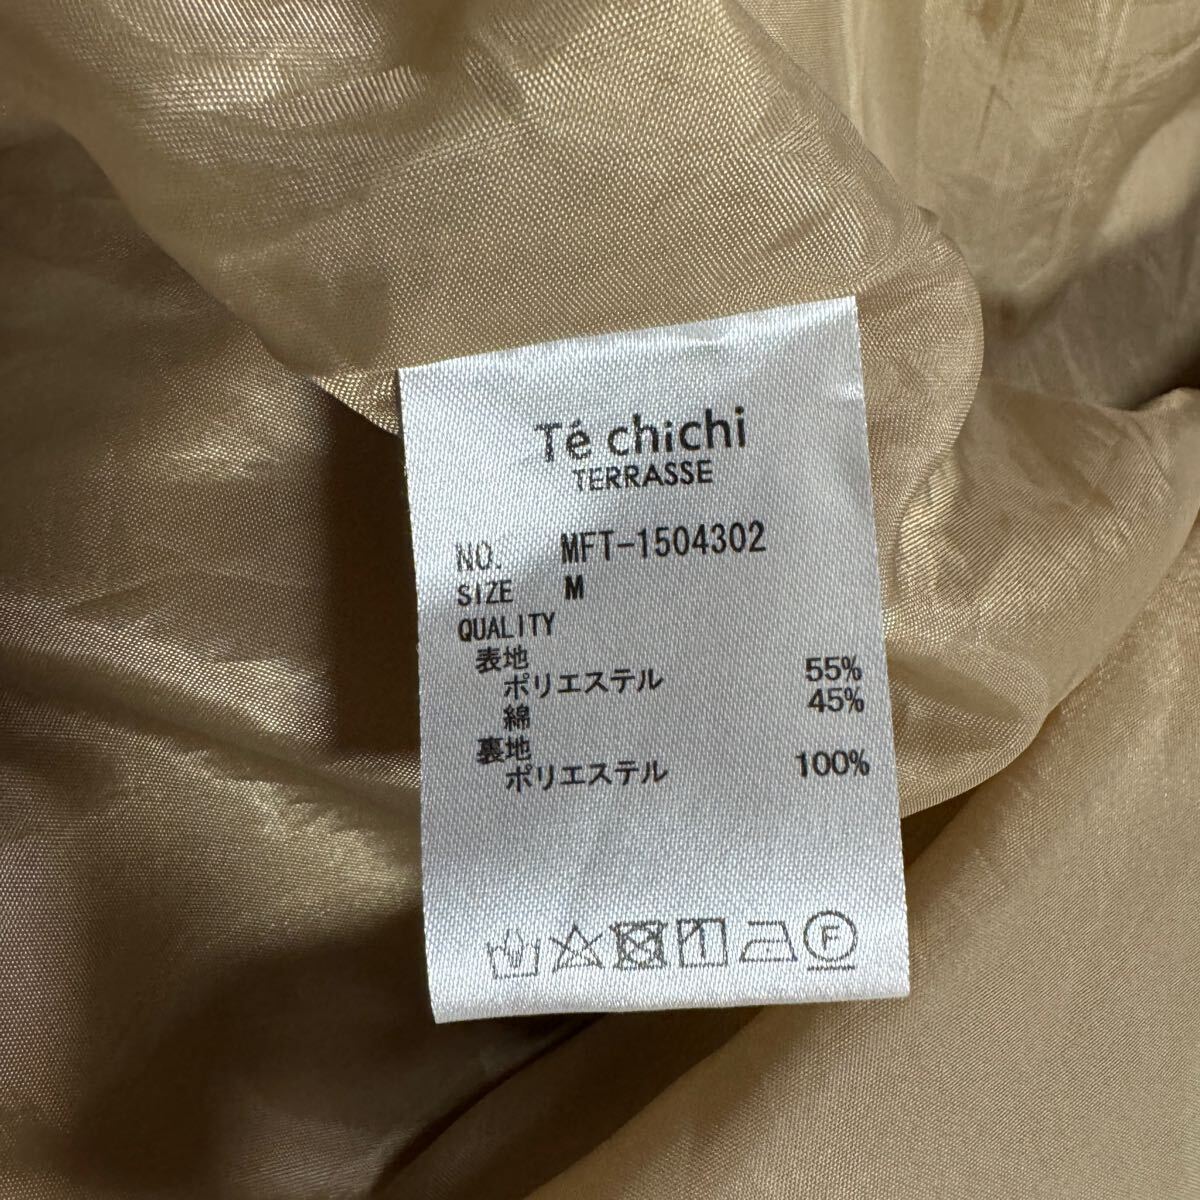 Té chichi
TERRASSE
NO. MFT-1504302
SIZE M
QUALITY
表地
ポリエステル 55%
綿 45%
裏地
ポリエステル 100%
F